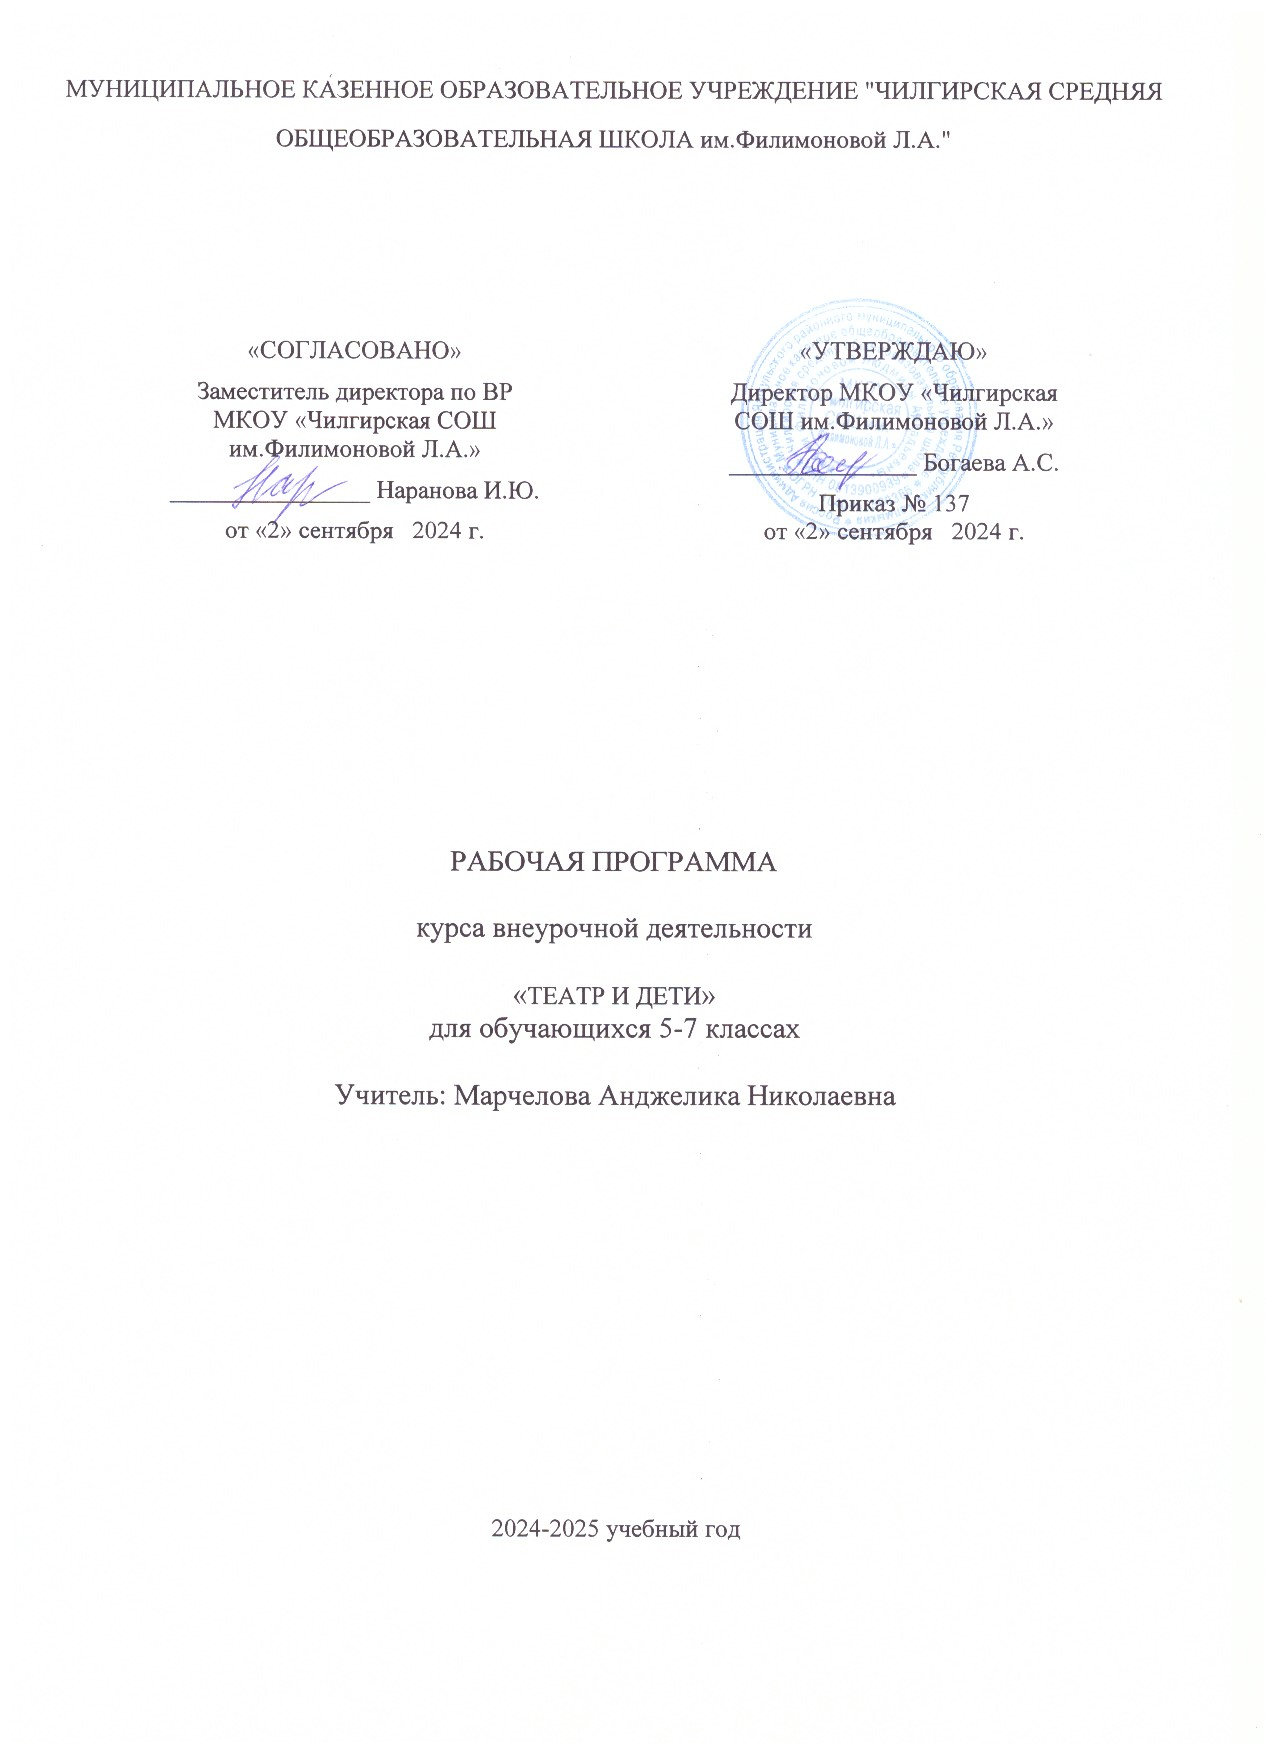 МУНИЦИПАЛЬНОЕ КАЗЕННОЕ ОБРАЗОВАТЕЛЬНОЕ УЧРЕЖДЕНИЕ "ЧИЛГИРСКАЯ СРЕДНЯЯ
ОБЩЕОБРАЗОВАТЕЛЬНАЯ ШКОЛА им.Филимоновой Л.А."
«СОГЛАСОВАНО»
Заместитель директора по ВР
МКОУ «Чилгирская СОШ
им.Филимоновой Л.А.»
Наранова И.Ю.
от «2» сентября 2024 г.
«УТВЕРЖДАЮ»
Директор МКОУ «Чилгирская
СОШ им.Филимоновой Л.А.»
Богаева А.С.
Приказ № 137
от «2» сентября 2024 г.
РАБОЧАЯ ПРОГРАММА
курса внеурочной деятельности
«ТЕАТР И ДЕТИ»
для обучающихся 5-7 классах
Учитель: Марчелова Анджелика Николаевна
2024-2025 учебный год